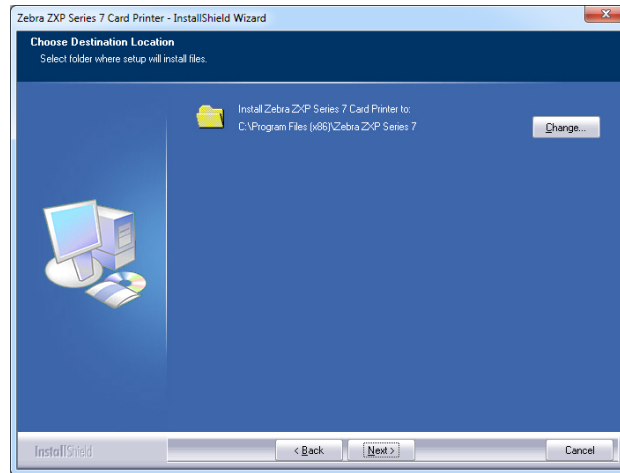 Zebra ZXP Series 7 Card Printer - InstallShield Wizard
Choose Destination Location
Select folder where setup will install files.
Install Zebra ZXP Series 7 Card Printer to:
C:\Program Files (x86)\Zebra ZXP Series 7
Change...
InstallShield
< Back
Next >
Cancel